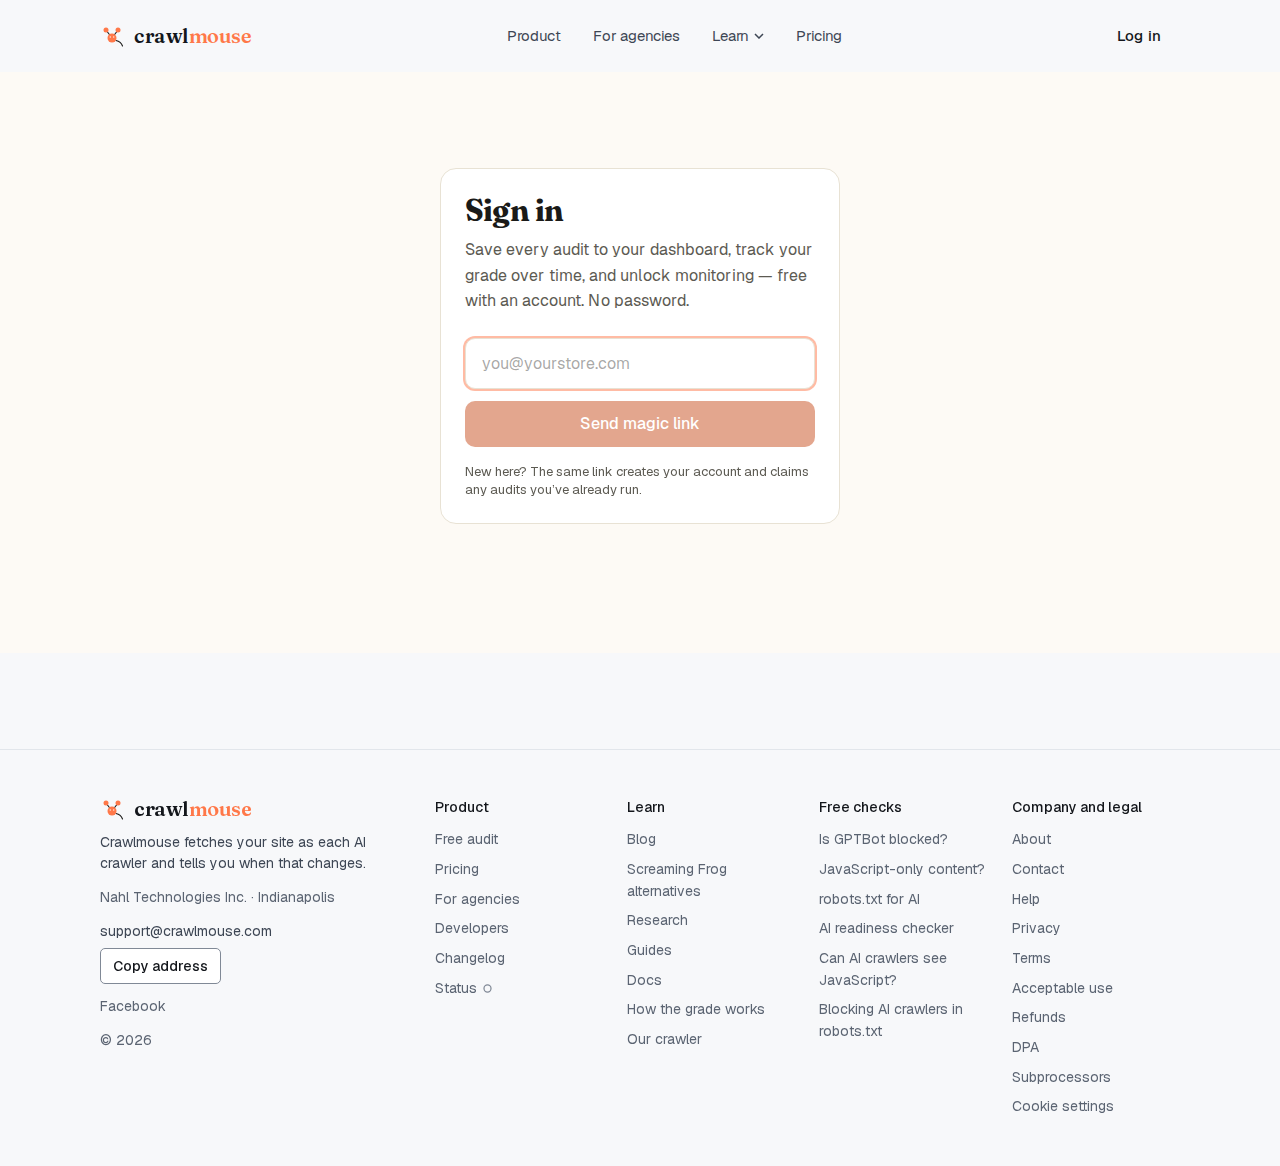 crawlmouse
Product
For agencies
Learn
Pricing
Log in
Sign in
Save every audit to your dashboard, track your
grade over time, and unlock monitoring — free
with an account. No password.
you@yourstore.com
Send magic link
New here? The same link creates your account and claims
any audits you've already run.
crawlmouse
Crawlmouse fetches your site as each AI
crawler and tells you when that changes.
Nahl Technologies Inc. · Indianapolis
support@crawlmouse.com
Copy address
Facebook
© 2026
Product
Free audit
Pricing
For agencies
Developers
Changelog
Status
Learn
Blog
Screaming Frog
alternatives
Research
Guides
Docs
How the grade works
Our crawler
Free checks
Is GPTBot blocked?
JavaScript-only content?
robots.txt for AI
AI readiness checker
Can AI crawlers see
JavaScript?
Blocking AI crawlers in
robots.txt
Company and legal
About
Contact
Help
Privacy
Terms
Acceptable use
Refunds
DPA
Subprocessors
Cookie settings